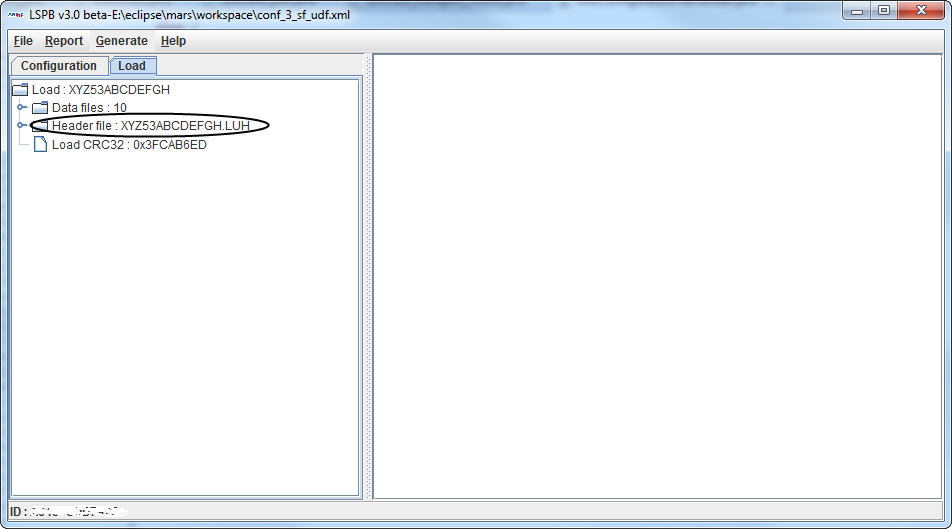 LSPB v3.0 beta-E:\eclipse\mars\workspace\conf_3_sf_udf.xml
File Report Generate Help
Configuration Load
Load : XYZ53ABCDEFGH
Data files : 10
Header file : XYZ53ABCDEFGH.LUH
Load CRC32 : 0x3FCAB6ED
ID :